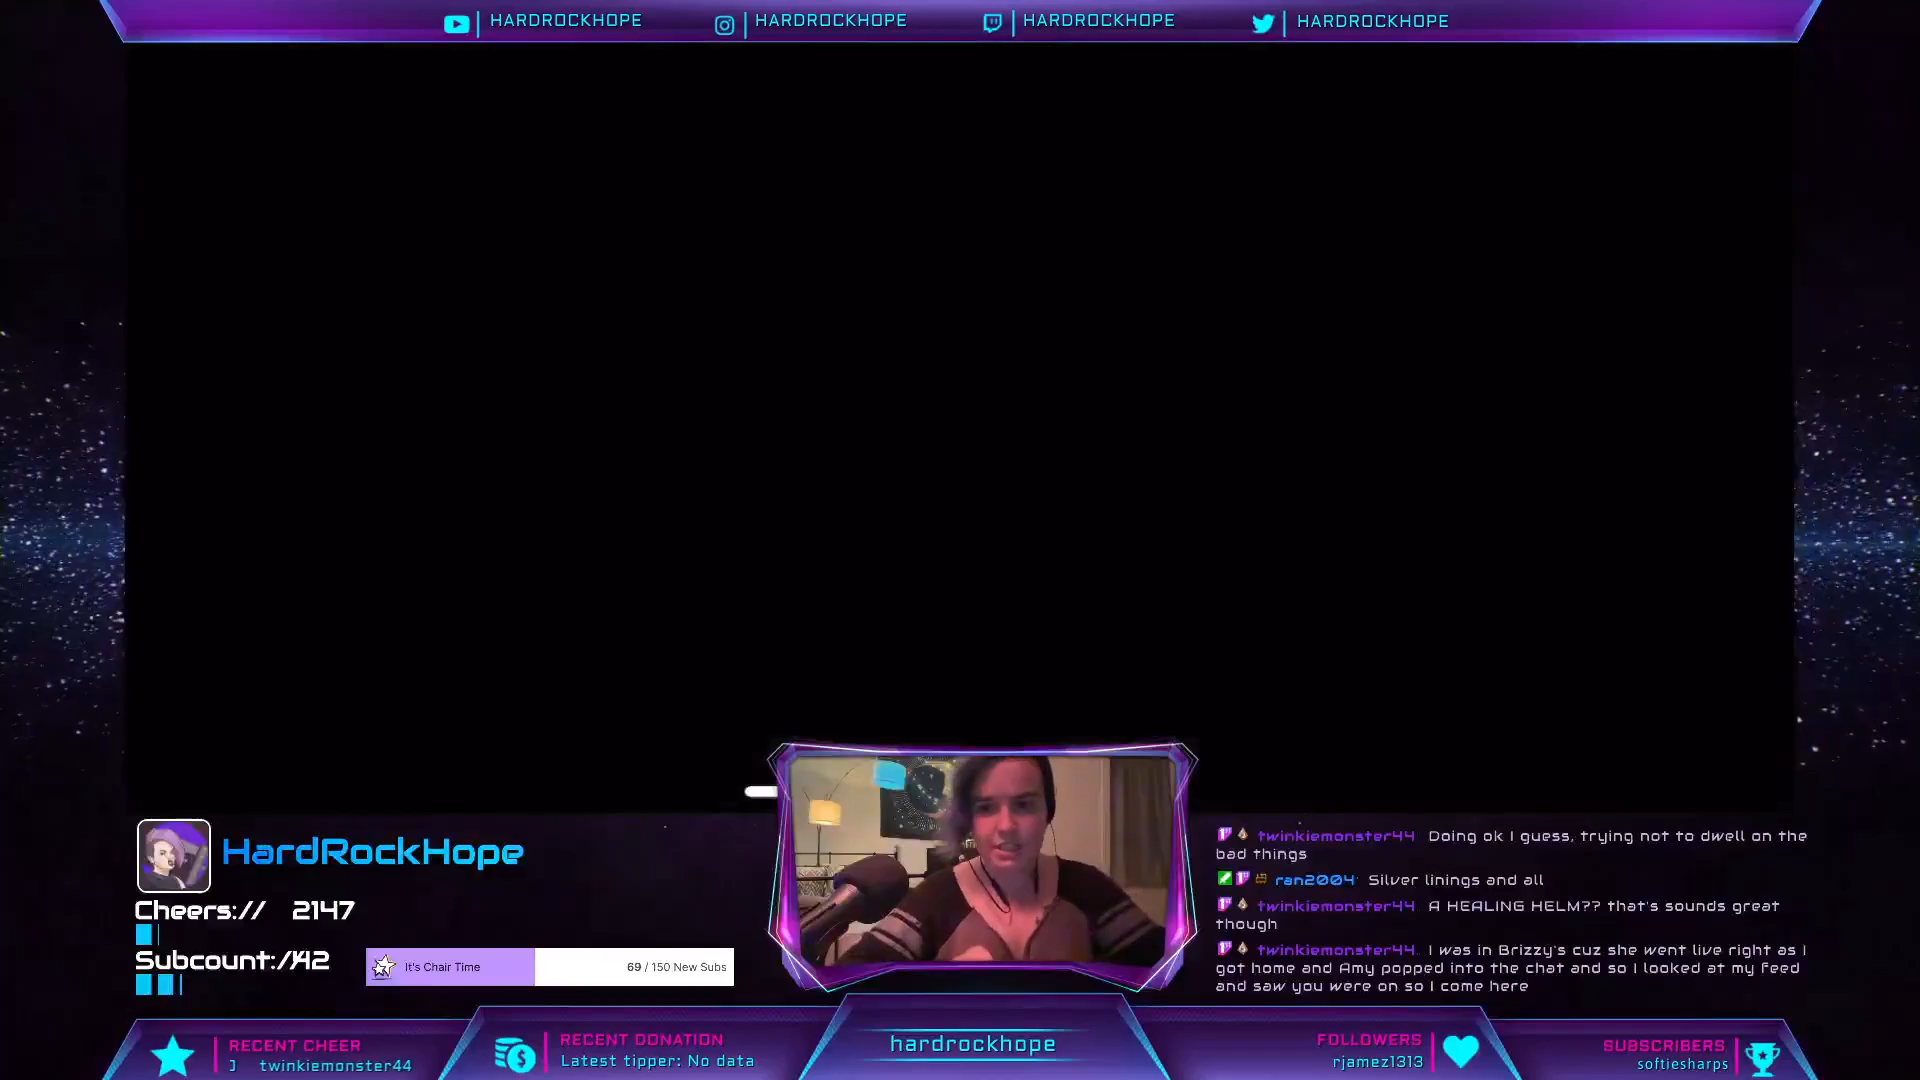 HARDROCKHOPE HARDROCKHOPE HARDROCKHOPE HARDROCKHOPE
HardRockHope
Cheers:// 2147
Subcount:/42
It's Chair Time 69 / 150 New Subs
twinkiemonster44 Doing ok I guess, trying not to dwell on the
bad things
ran2004: Silver linings and all
twinkiemonster44 A HEALING HELM?? that's sounds great
though
twinkiemonster44 I was in Brizzy's cuz she went live right as I
got home and Amy popped into the chat and so I looked at my feed
and saw you were on so I come here
RECENT CHEER
twinkiemonster44
RECENT DONATION
Latest tipper: No data
hardrockhope
FOLLOWERS
rjamez1313
SUBSCRIBERS
softiesharps